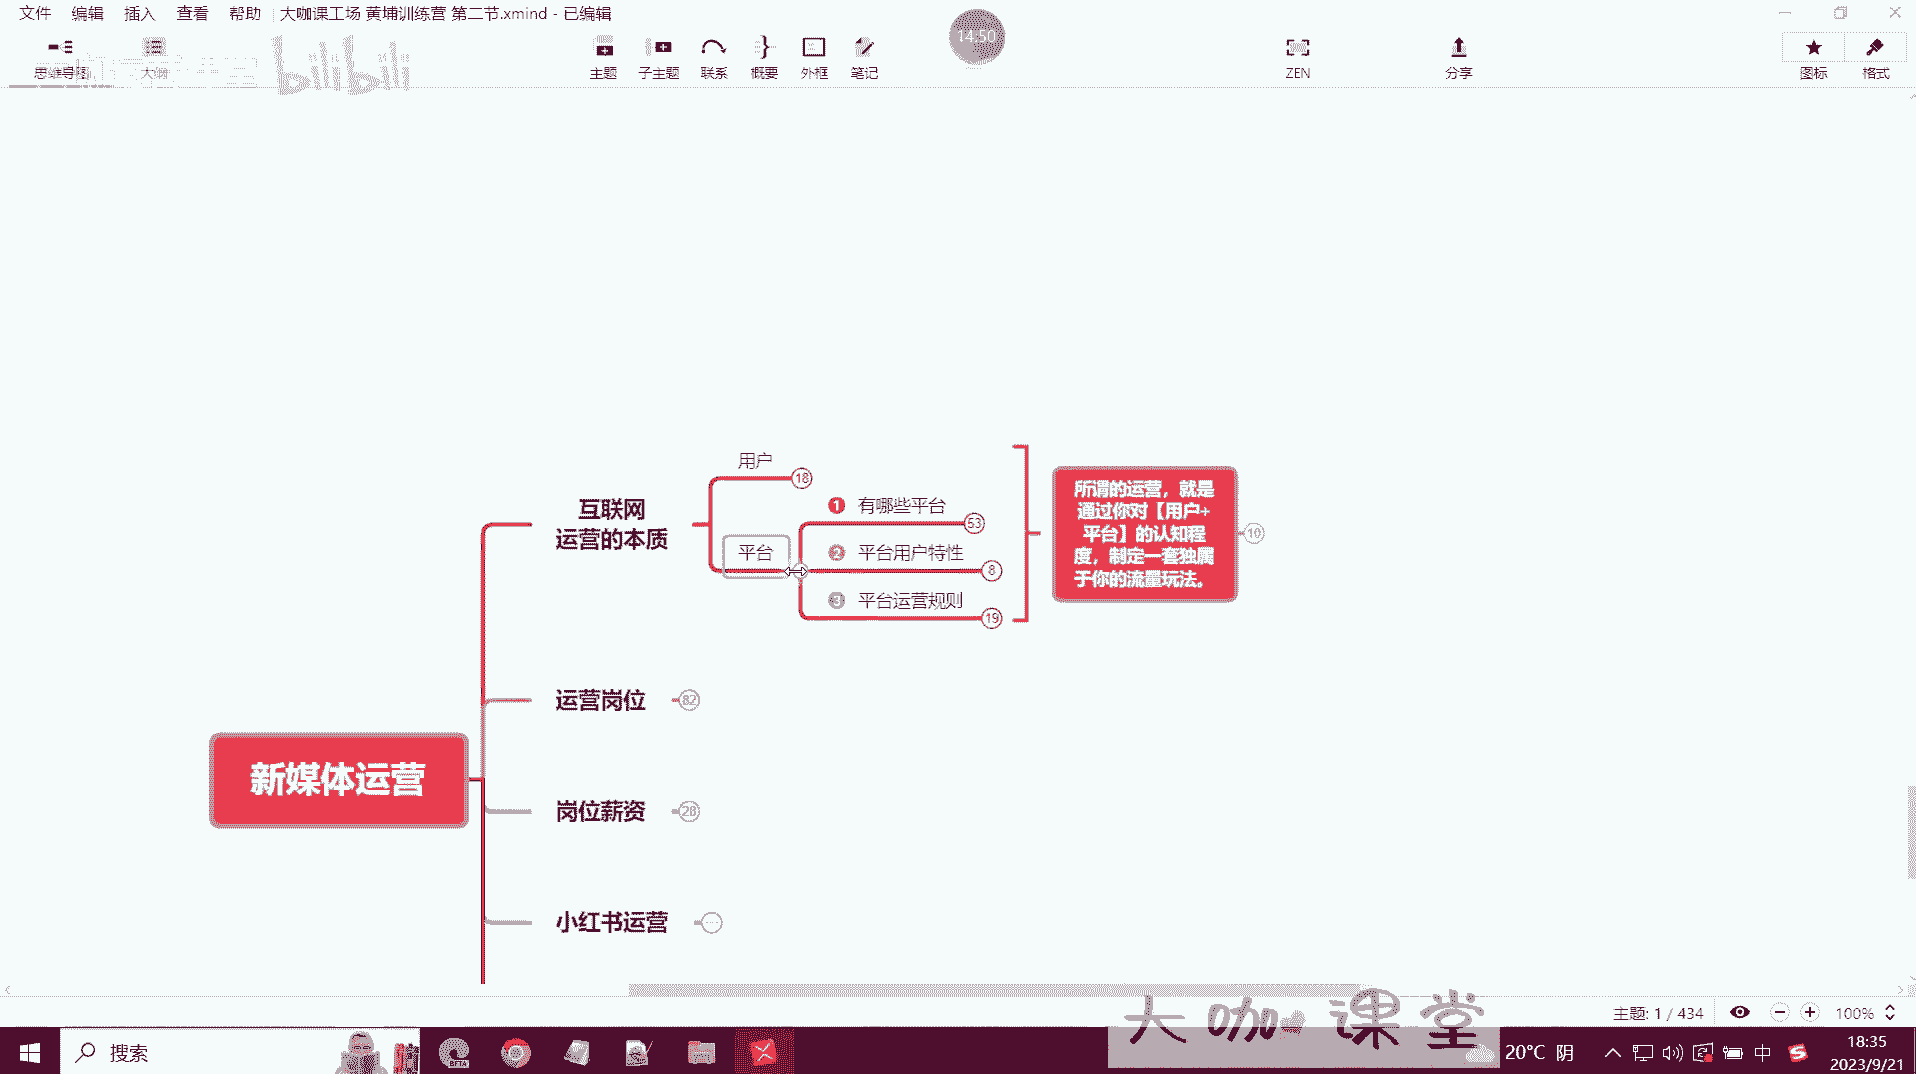 文件 编辑 插入 查看 帮助 大咖课工场 黄埔训练营 第二节.xmind - 已编辑
14:50
思维导图 大纲 主题 子主题 联系 概要 外框 笔记 ZEN 分享 图标 格式
bilibili
用户 18
互联网
运营的本质
平台
1 有哪些平台 53
2 平台用户特性 8
3 平台运营规则 19
所谓的运营，就是
通过你对【用户+
平台】的认知程
度，制定一套独属
于你的流量玩法。
10
运营岗位 82
新媒体运营
岗位薪资 28
小红书运营
大咖课堂
主题: 1 / 434 100%
搜索
BETA
20°C 阴
中
18:35
2023/9/21